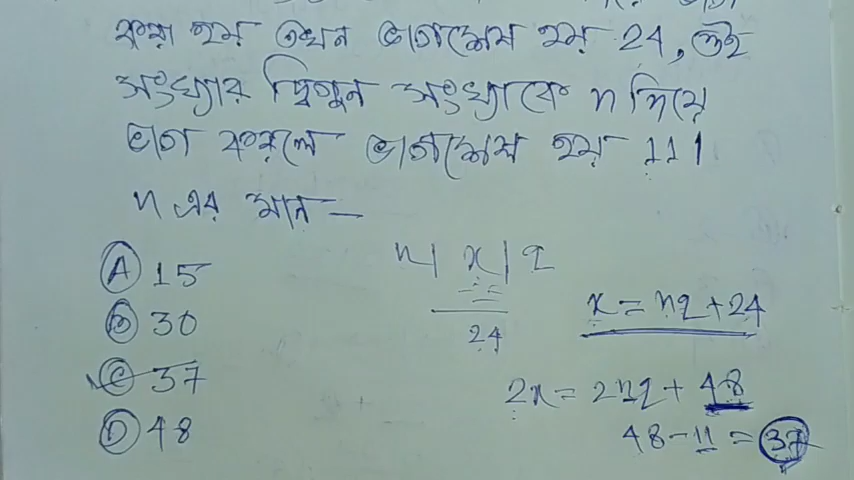 করা হয় তখন ভাগশেষ হয় 24, ওই
সংখ্যার দ্বিগুন সংখ্যাকে n দিয়ে
ভাগ করলে ভাগশেষ হয় 11।
n এর মান —
n| x | q
24
x = nq + 24
(A) 15
(B) 30
(C) 37
(D) 48
2x = 2nq + 48
48 - 11 = 37